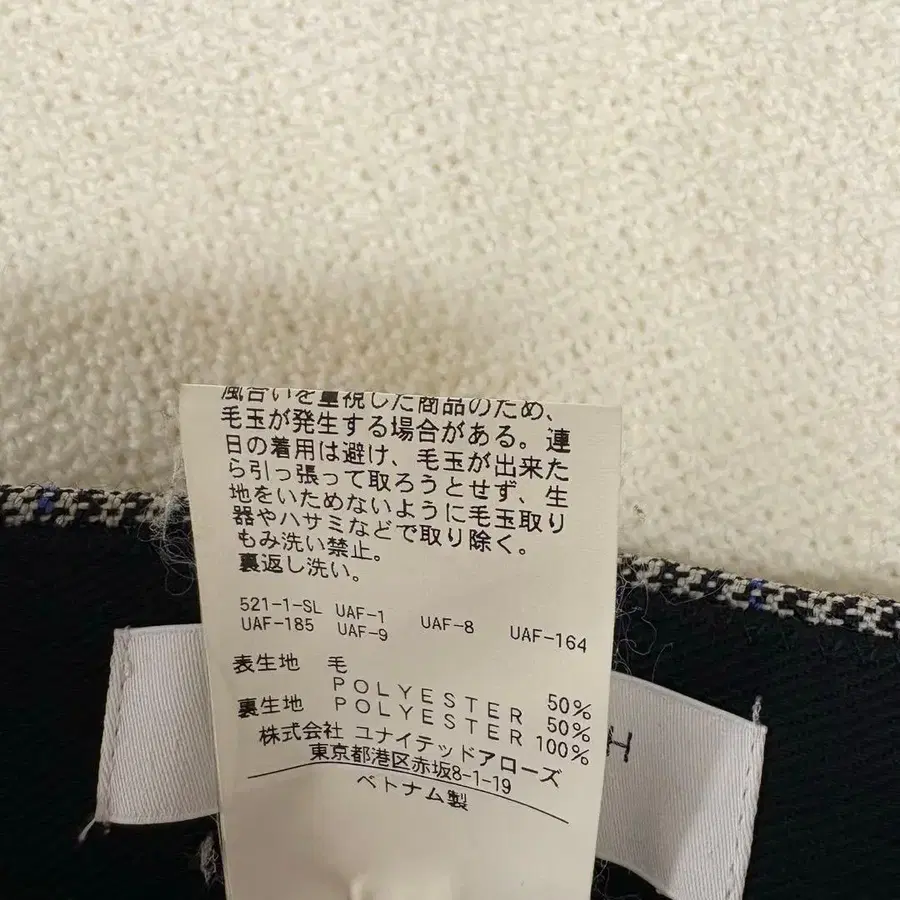 風合いを重視した商品のため、
毛玉が発生する場合がある。連
日の着用は避け、毛玉が出来た
ら引っ張って取ろうとせず、生
地をいためないように毛玉取り
器やハサミなどで取り除く。
もみ洗い禁止。
裏返し洗い。
521-1-SL UAF-1 UAF-8 UAF-164
UAF-185 UAF-9
表生地 毛 50%
POLYESTER 50%
裏生地 POLYESTER 100%
株式会社 ユナイテッドアローズ
東京都港区赤坂8-1-19
ベトナム製
H